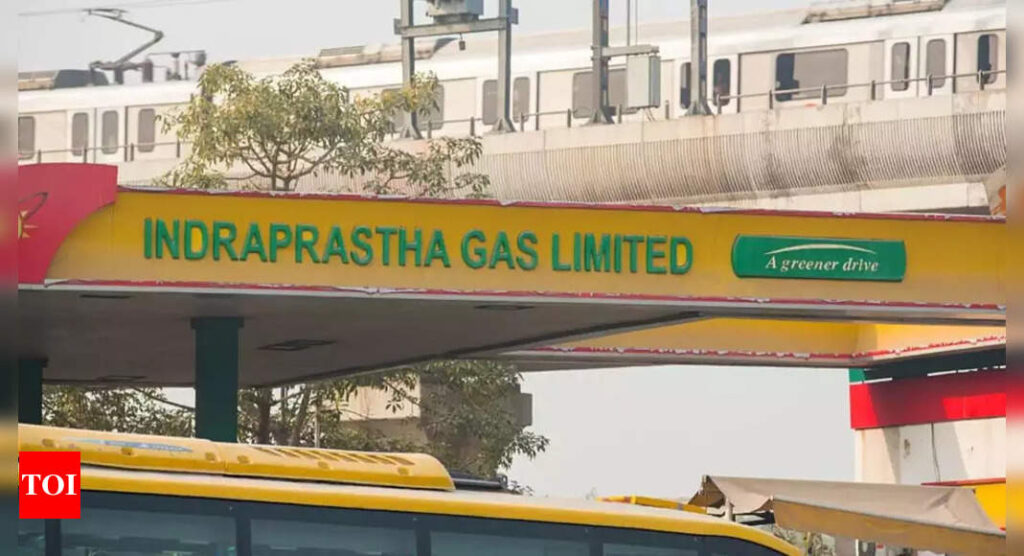 INDRAPRASTHA GAS LIMITED
A greener drive
TOI